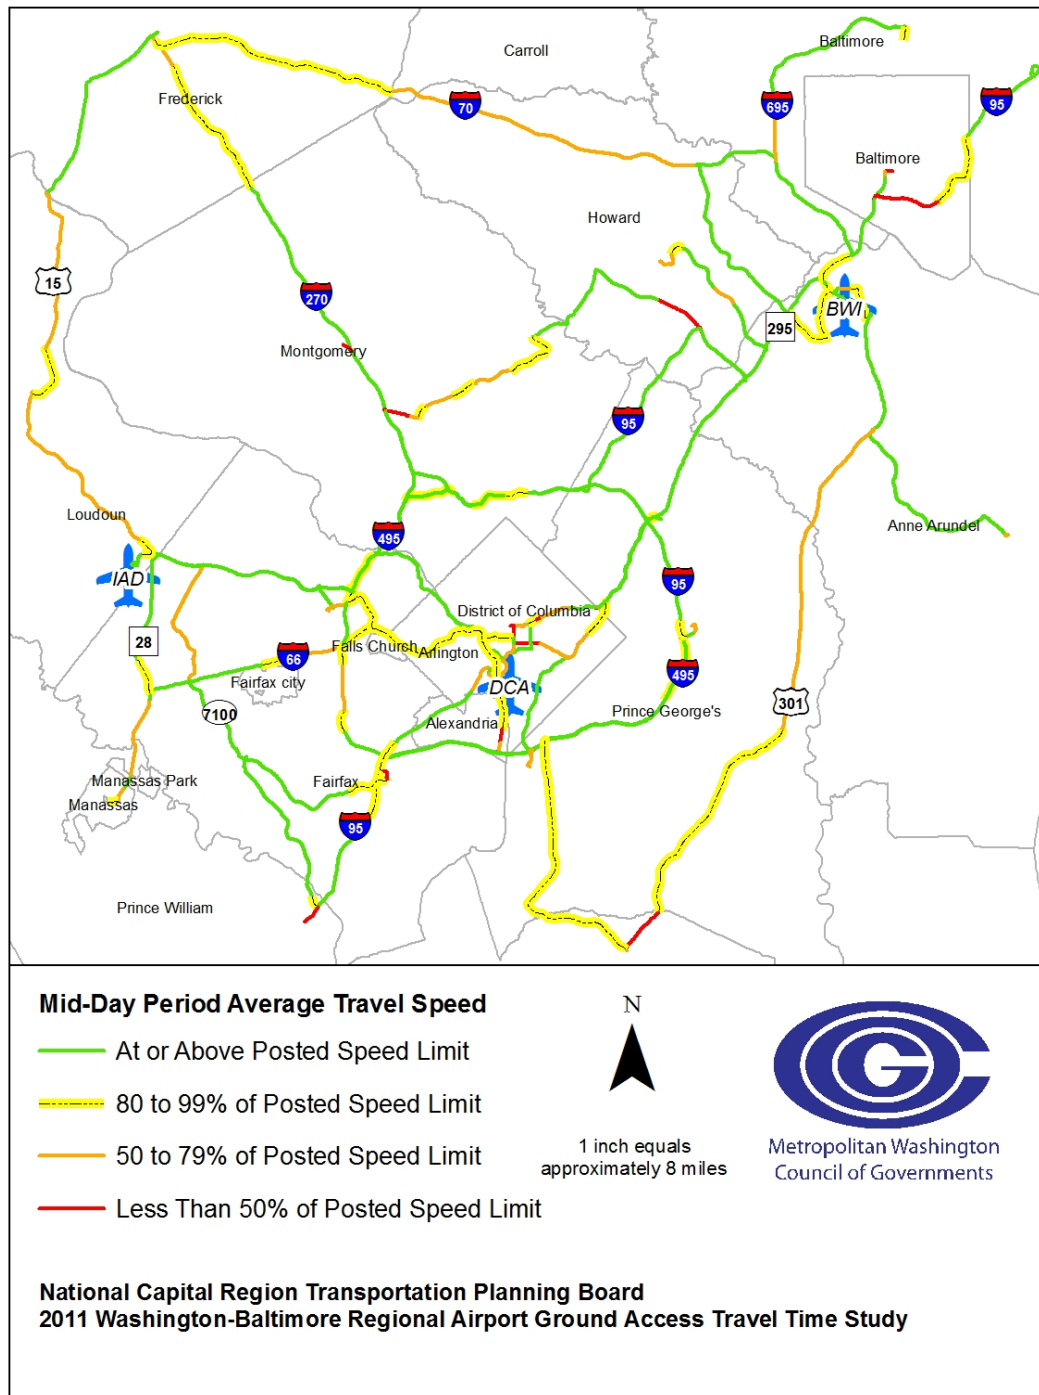 Carroll
Baltimore
Frederick
70
695
95
Baltimore
Howard
15
270
BWI
295
Montgomery
95
Loudoun
Anne Arundel
495
IAD
95
District of Columbia
28
Falls Church
Arlington
66
Fairfax city
495
DCA
7100
Prince George's
301
Alexandria
Manassas Park
Fairfax
Manassas
95
Prince William
Mid-Day Period Average Travel Speed
At or Above Posted Speed Limit
80 to 99% of Posted Speed Limit
50 to 79% of Posted Speed Limit
Less Than 50% of Posted Speed Limit
N
1 inch equals
approximately 8 miles
COG
Metropolitan Washington
Council of Governments
National Capital Region Transportation Planning Board
2011 Washington-Baltimore Regional Airport Ground Access Travel Time Study